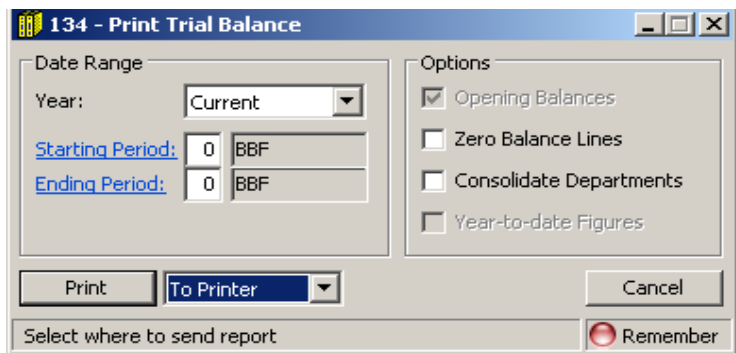 134 - Print Trial Balance
Date Range
Year: Current
Starting Period: 0 BBF
Ending Period: 0 BBF
Options
Opening Balances
Zero Balance Lines
Consolidate Departments
Year-to-date Figures
Print To Printer Cancel
Select where to send report Remember